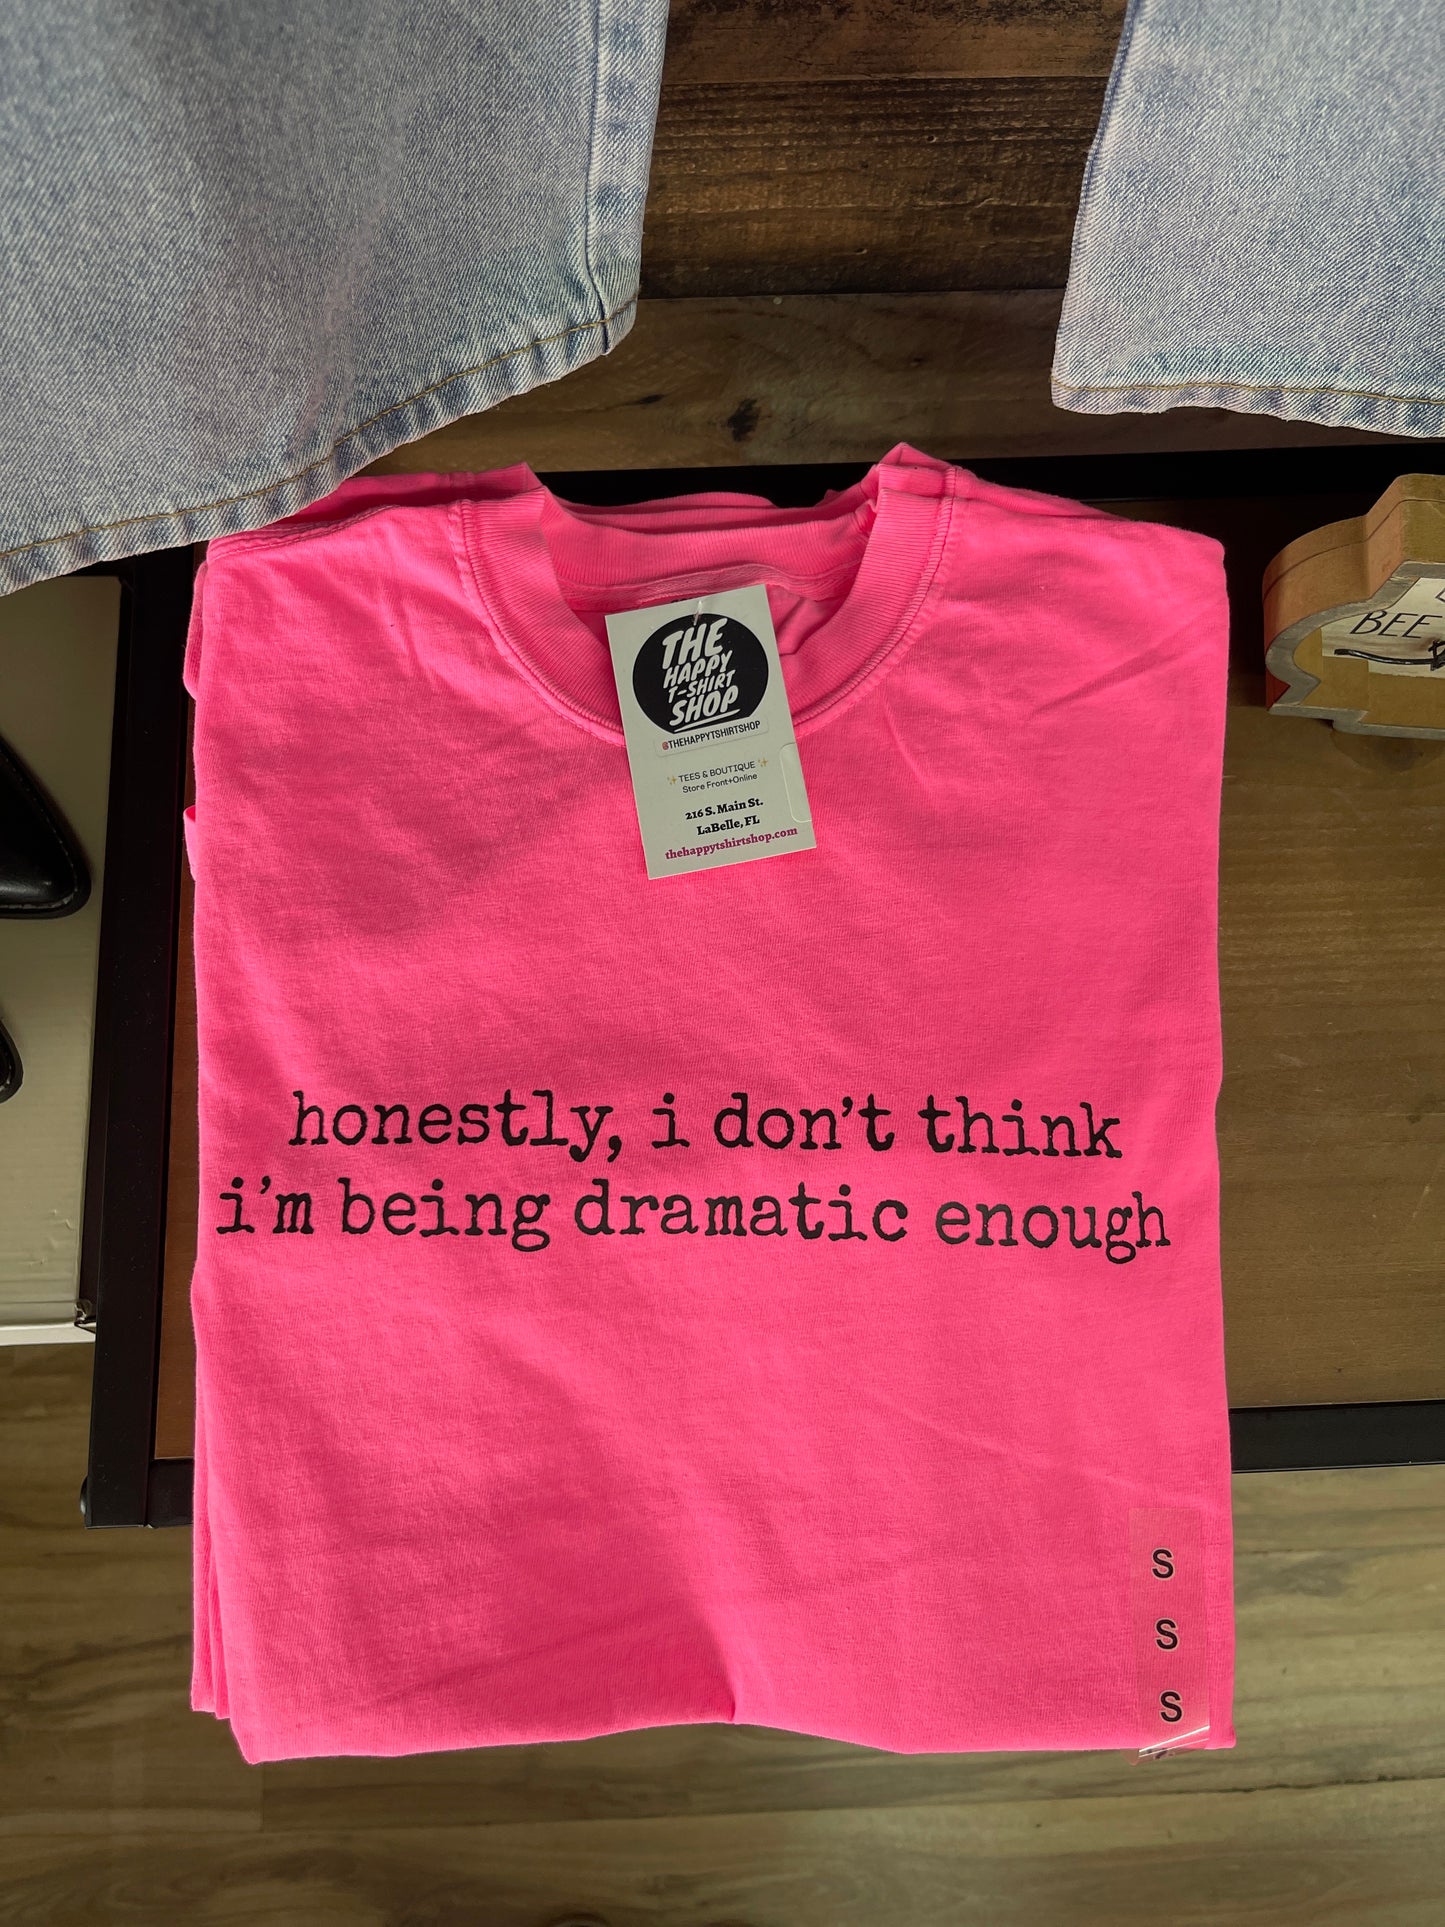 THE
HAPPY
T-SHIRT
SHOP
@THEHAPPYTSHIRTSHOP
✨TEES & BOUTIQUE✨
Store Front+Online
216 S. Main St.
LaBelle, FL
thehappytshirtshop.com
BEE
honestly, i don't think
i'm being dramatic enough
S
S
S